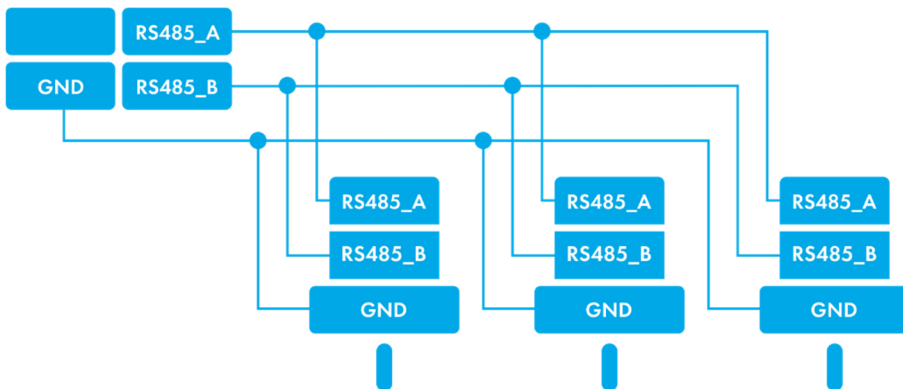 RS485_A
GND RS485_B
RS485_A RS485_A RS485_A
RS485_B RS485_B RS485_B
GND GND GND